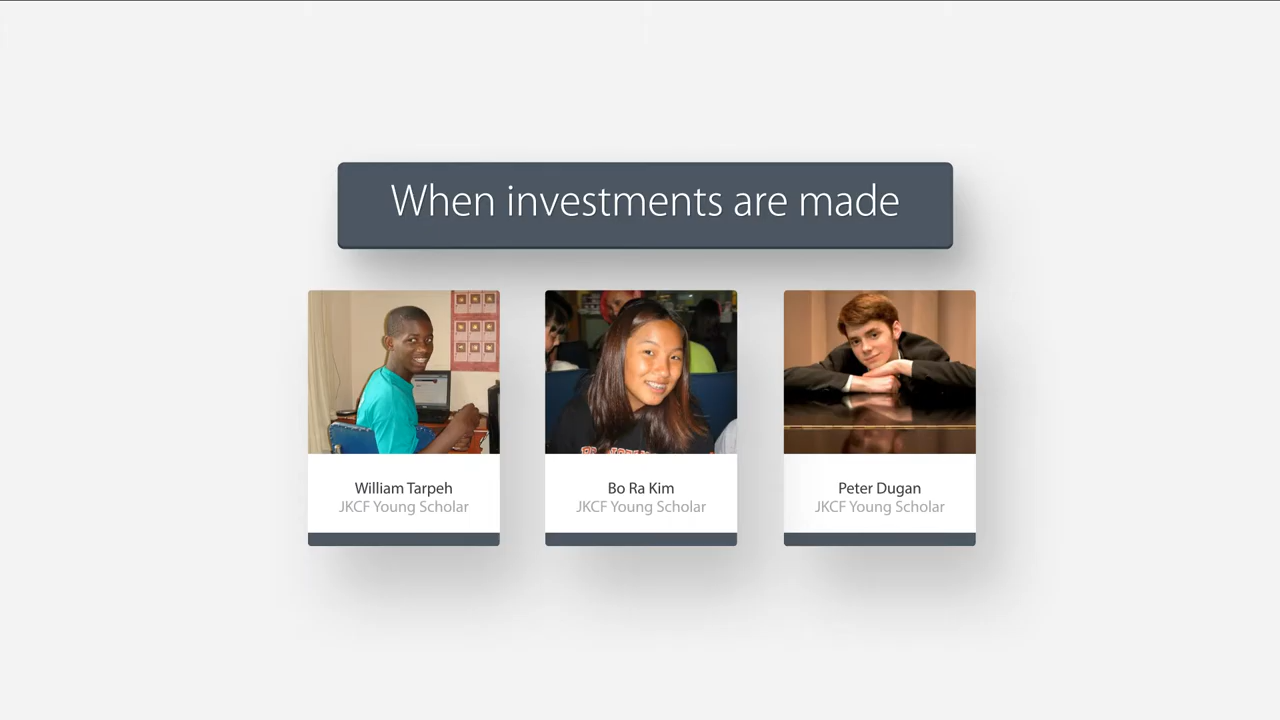 When investments are made
William Tarpeh
JKCF Young Scholar
Bo Ra Kim
JKCF Young Scholar
Peter Dugan
JKCF Young Scholar